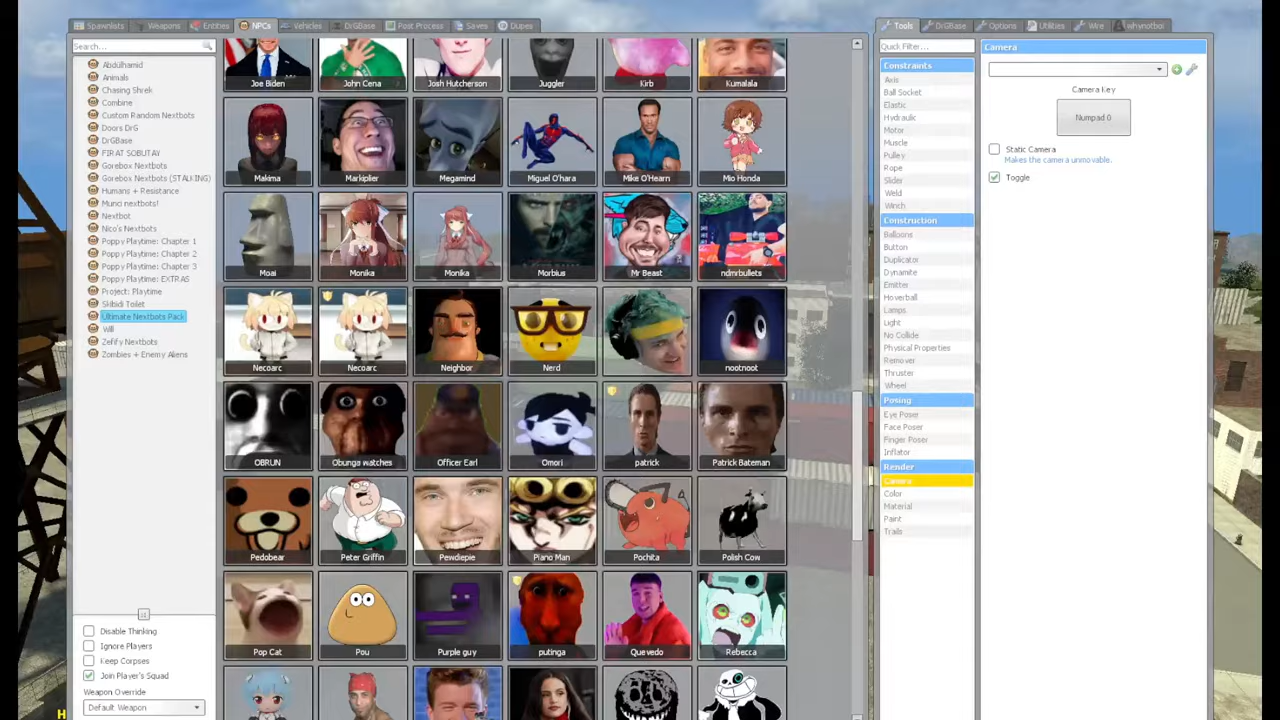 Spawnlists Weapons Entities NPCs Vehicles DrGBase Post Process Saves Dupes
Search...
Abdülhamid
Animals
Chasing Shrek
Combine
Custom Random Nextbots
Doors DrG
DrGBase
FIRAT SOBUTAY
Gorebox Nextbots
Gorebox Nextbots (STALKING)
Humans + Resistance
Munci nextbots!
Nextbot
Nico's Nextbots
Poppy Playtime: Chapter 1
Poppy Playtime: Chapter 2
Poppy Playtime: Chapter 3
Poppy Playtime: EXTRAS
Project: Playtime
Skibidi Toilet
Ultimate Nextbots Pack
Will
Zefify Nextbots
Zombies + Enemy Aliens
Disable Thinking
Ignore Players
Keep Corpses
Join Player's Squad
Weapon Override
Default Weapon
H
Joe Biden John Cena Josh Hutcherson Juggler Kirb Kumalala
Makima Markiplier Megamind Miguel O'hara Mike O'Hearn Mio Honda
Moai Monika Monika Morbius Mr Beast ndmrbullets
Necoarc Necoarc Neighbor Nerd nootnoot
OBRUN Obunga watches Officer Earl Omori patrick Patrick Bateman
Pedobear Peter Griffin Pewdiepie Piano Man Pochita Polish Cow
Pop Cat Pou Purple guy putinga Quevedo Rebecca
Tools DrGBase Options Utilities Wire
Quick Filter...
Constraints
Axis
Ball Socket
Elastic
Hydraulic
Motor
Muscle
Pulley
Rope
Slider
Weld
Winch
Construction
Balloons
Button
Duplicator
Dynamite
Emitter
Hoverball
Lamps
Light
No Collide
Physical Properties
Remover
Thruster
Wheel
Posing
Eye Poser
Face Poser
Finger Poser
Inflator
Render
Camera
Color
Material
Paint
Trails
Camera
Camera Key
Numpad 0
Static Camera
Makes the camera unmovable.
Toggle